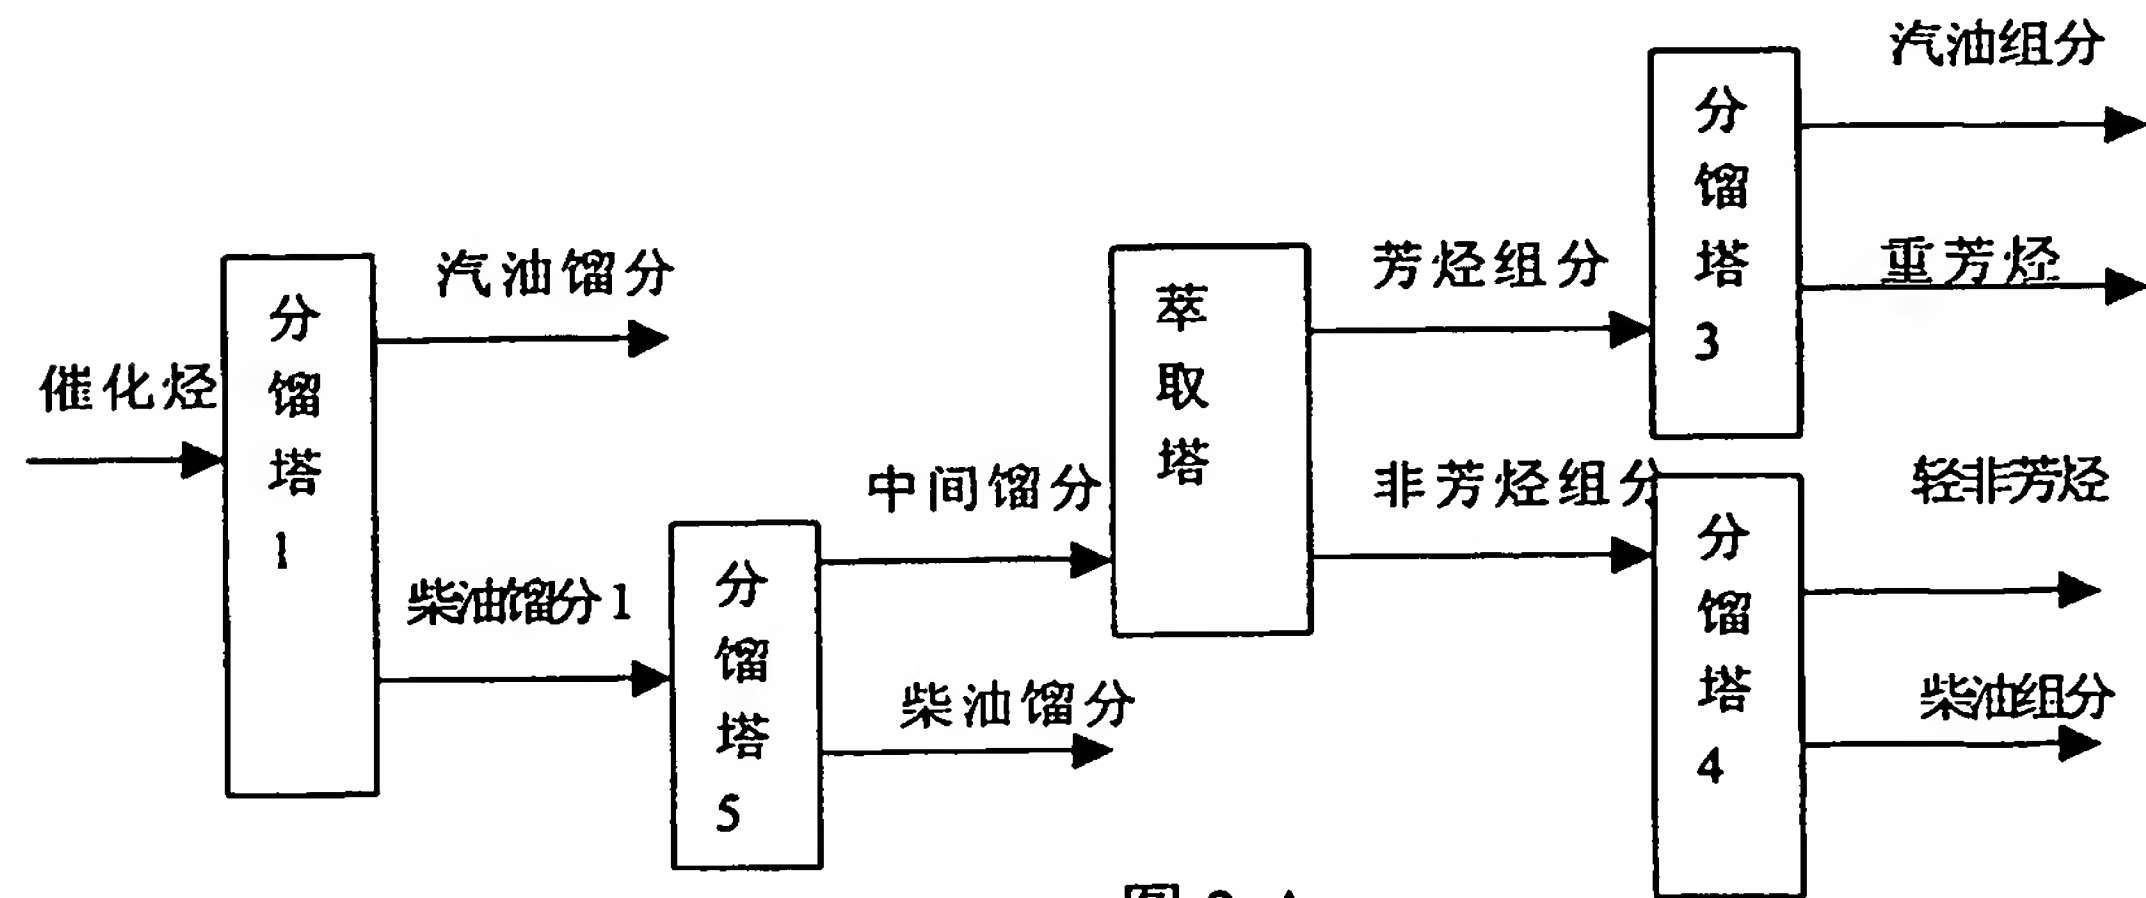 催化烃
分馏塔1
汽油馏分
柴油馏分1
分馏塔5
中间馏分
柴油馏分
萃取塔
芳烃组分
非芳烃组分
分馏塔3
汽油组分
重芳烃
分馏塔4
轻非芳烃
柴油组分